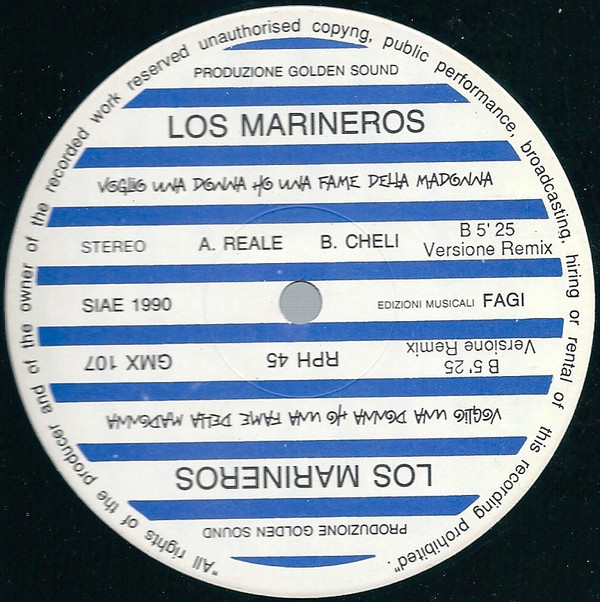 "All rights of the producer and of the owner of the recorded work reserved unauthorised copyng, public performance, broadcasting, hiring or rental of this recording prohibited".
PRODUZIONE GOLDEN SOUND
LOS MARINEROS
VOGLIO UNA DONNA HO UNA FAME DELLA MADONNA
STEREO A. REALE B. CHELI B 5' 25
Versione Remix
SIAE 1990 EDIZIONI MUSICALI FAGI
GMX 107 RPH 45 B 5' 25
Versione Remix
VOGLIO UNA DONNA HO UNA FAME DELLA MADONNA
LOS MARINEROS
PRODUZIONE GOLDEN SOUND